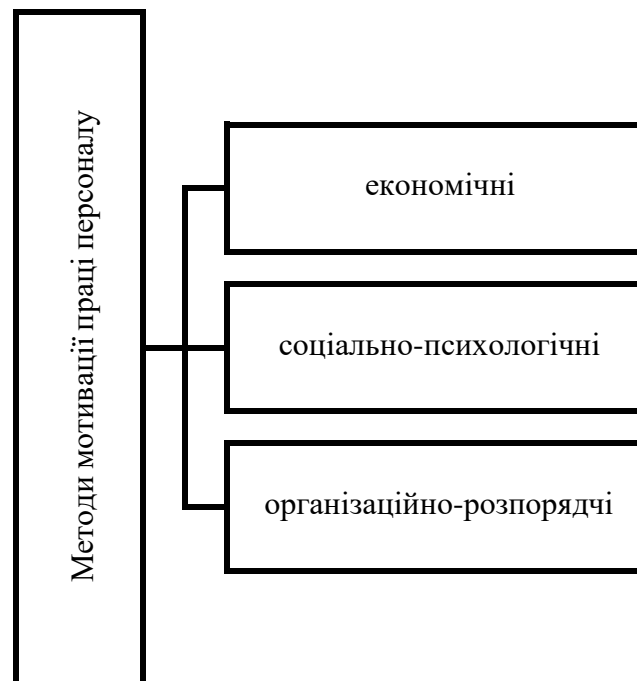 Методи мотивації праці персоналу
економічні
соціально-психологічні
організаційно-розпорядчі